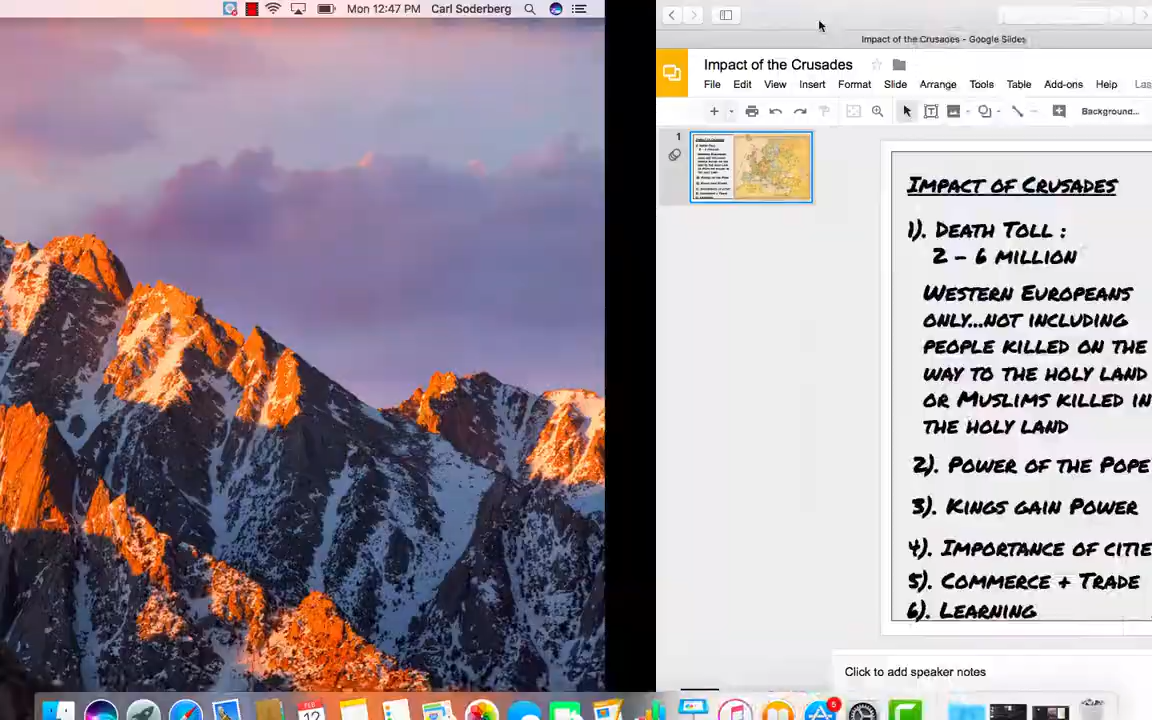 Mon 12:47 PM Carl Soderberg
Impact of the Crusades - Google Slides
Impact of the Crusades
File Edit View Insert Format Slide Arrange Tools Table Add-ons Help Las
Background...
1
IMPACT OF CRUSADES
1). DEATH TOLL :
2 - 6 MILLION
WESTERN EUROPEANS
ONLY...NOT INCLUDING
PEOPLE KILLED ON THE
WAY TO THE HOLY LAND
OR MUSLIMS KILLED IN
THE HOLY LAND
2). POWER OF THE POPE
3). KINGS GAIN POWER
4). IMPORTANCE OF CITIE
5). COMMERCE + TRADE
6). LEARNING
Click to add speaker notes
FEB
12
5